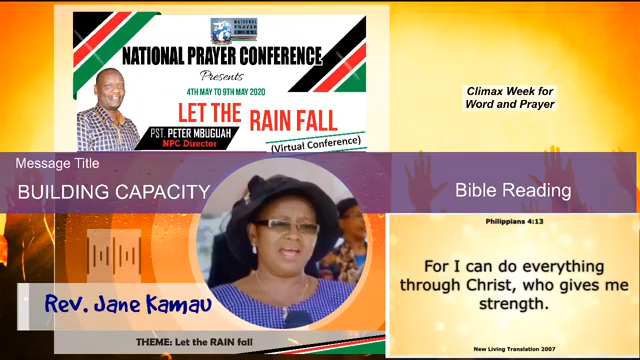 NATIONAL PRAYER CONFERENCE
Presents
4TH MAY TO 9TH MAY 2020
LET THE RAIN FALL
PST. PETER MBUGUAH
NPC Director
(Virtual Conference)
Climax Week for
Word and Prayer
Message Title
BUILDING CAPACITY
Bible Reading
Philippians 4:13
For I can do everything
through Christ, who gives me
strength.
New Living Translation 2007
Rev. Jane Kamau
THEME: Let the RAIN fall